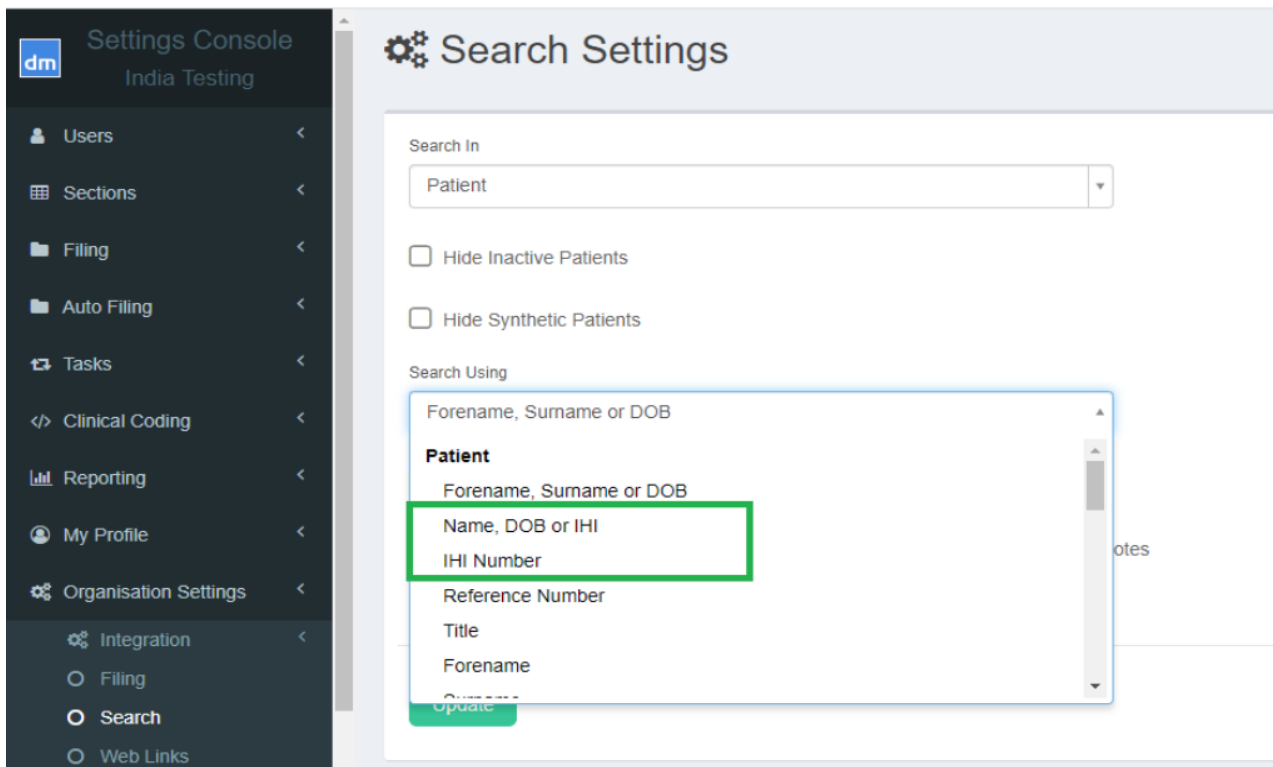 dm
Settings Console
India Testing
Users
Sections
Filing
Auto Filing
Tasks
Clinical Coding
Reporting
My Profile
Organisation Settings
Integration
Filing
Search
Web Links
Search Settings
Search In
Patient
Hide Inactive Patients
Hide Synthetic Patients
Search Using
Forename, Surname or DOB
Patient
Forename, Surname or DOB
Name, DOB or IHI
IHI Number
Reference Number
Title
Forename
Surname
otes
Update